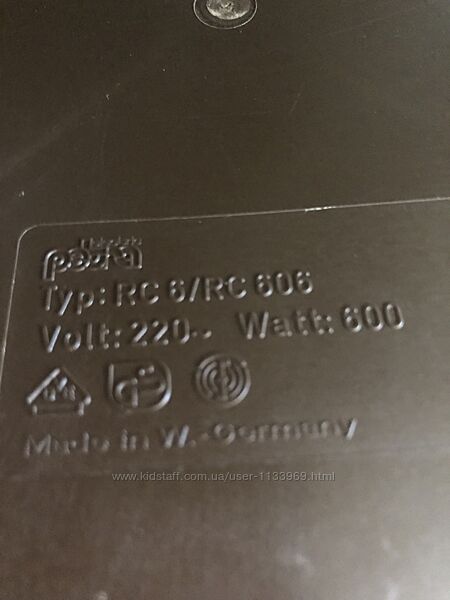 Typ: RC 6/RC 606
Volt: 220~ Watt: 600
Made in W.-Germany
www.kidstaff.com.ua/user-1133969.html